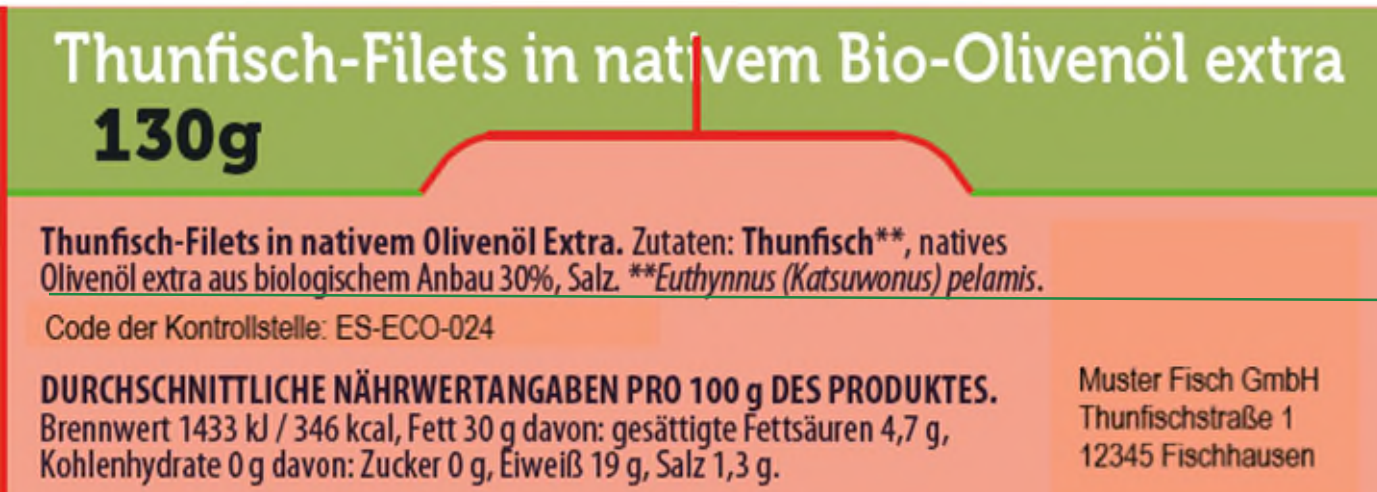 Thunfisch-Filets in nativem Bio-Olivenöl extra
130g
Thunfisch-Filets in nativem Olivenöl Extra. Zutaten: Thunfisch**, natives
Olivenöl extra aus biologischem Anbau 30%, Salz. **Euthynnus (Katsuwonus) pelamis.
Code der Kontrollstelle: ES-ECO-024
DURCHSCHNITTLICHE NÄHRWERTANGABEN PRO 100 g DES PRODUKTES.
Brennwert 1433 kJ / 346 kcal, Fett 30 g davon: gesättigte Fettsäuren 4,7 g,
Kohlenhydrate 0 g davon: Zucker 0 g, Eiweiß 19 g, Salz 1,3 g.
Muster Fisch GmbH
Thunfischstraße 1
12345 Fischhausen